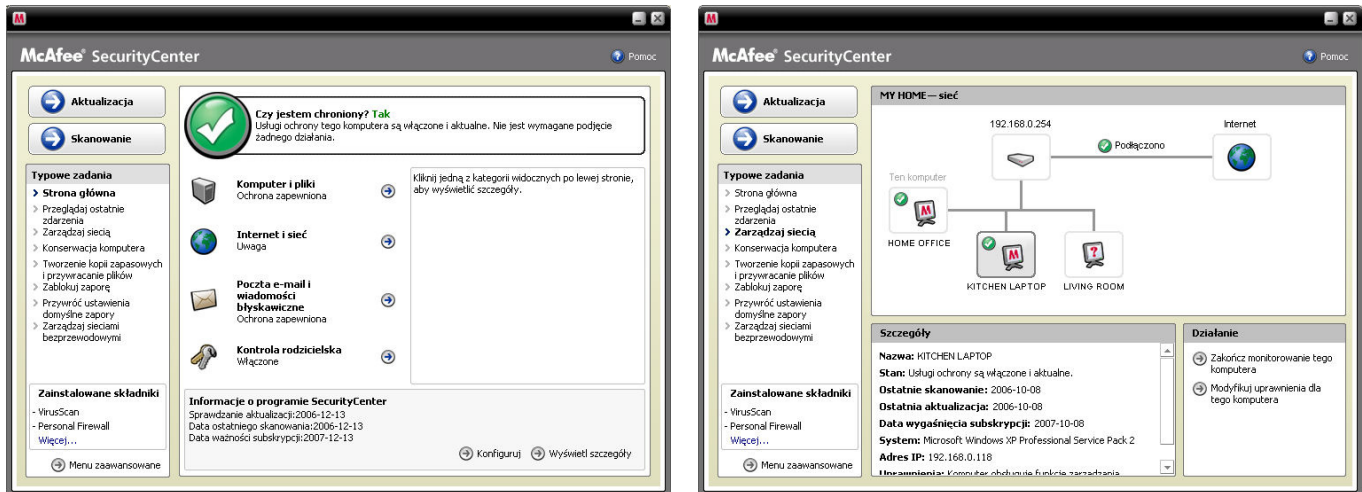 McAfee® SecurityCenter
Pomoc
Aktualizacja
Skanowanie
Typowe zadania
Strona główna
Przeglądaj ostatnie
zdarzenia
Zarządzaj siecią
Konserwacja komputera
Tworzenie kopii zapasowych
i przywracanie plików
Zablokuj zaporę
Przywróć ustawienia
domyślne zapory
Zarządzaj sieciami
bezprzewodowymi
Zainstalowane składniki
- VirusScan
- Personal Firewall
Więcej...
Menu zaawansowane
Czy jestem chroniony? Tak
Usługi ochrony tego komputera są włączone i aktualne. Nie jest wymagane podjęcie
żadnego działania.
Komputer i pliki
Ochrona zapewniona
Internet i sieć
Uwaga
Poczta e-mail i
wiadomości
błyskawiczne
Ochrona zapewniona
Kontrola rodzicielska
Włączone
Kliknij jedną z kategorii widocznych po lewej stronie,
aby wyświetlić szczegóły.
Informacje o programie SecurityCenter
Sprawdzanie aktualizacji:2006-12-13
Data ostatniego skanowania:2006-12-13
Data ważności subskrypcji:2007-12-13
Konfiguruj
Wyświetl szczegóły
McAfee® SecurityCenter
Pomoc
Aktualizacja
Skanowanie
Typowe zadania
Strona główna
Przeglądaj ostatnie
zdarzenia
Zarządzaj siecią
Konserwacja komputera
Tworzenie kopii zapasowych
i przywracanie plików
Zablokuj zaporę
Przywróć ustawienia
domyślne zapory
Zarządzaj sieciami
bezprzewodowymi
Zainstalowane składniki
- VirusScan
- Personal Firewall
Więcej...
Menu zaawansowane
MY HOME— sieć
192.168.0.254
Internet
Podłączono
Ten komputer
HOME OFFICE
KITCHEN LAPTOP
LIVING ROOM
Szczegóły
Nazwa: KITCHEN LAPTOP
Stan: Usługi ochrony są włączone i aktualne.
Ostatnie skanowanie: 2006-10-08
Ostatnia aktualizacja: 2006-10-08
Data wygaśnięcia subskrypcji: 2007-10-08
System: Microsoft Windows XP Professional Service Pack 2
Adres IP: 192.168.0.118
Uprawnienia: Komputer obsługuje funkcje zarządzania
Działanie
Zakończ monitorowanie tego
komputera
Modyfikuj uprawnienia dla
tego komputera